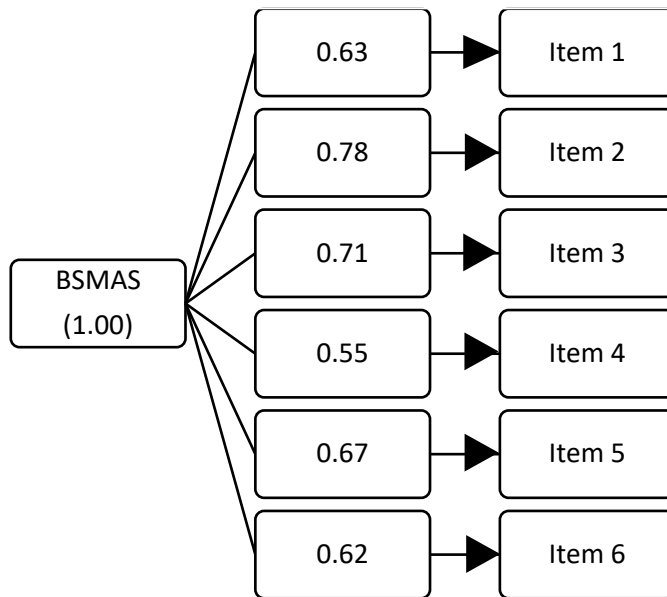 0.63 Item 1
0.78 Item 2
0.71 Item 3
BSMAS
(1.00)
0.55 Item 4
0.67 Item 5
0.62 Item 6